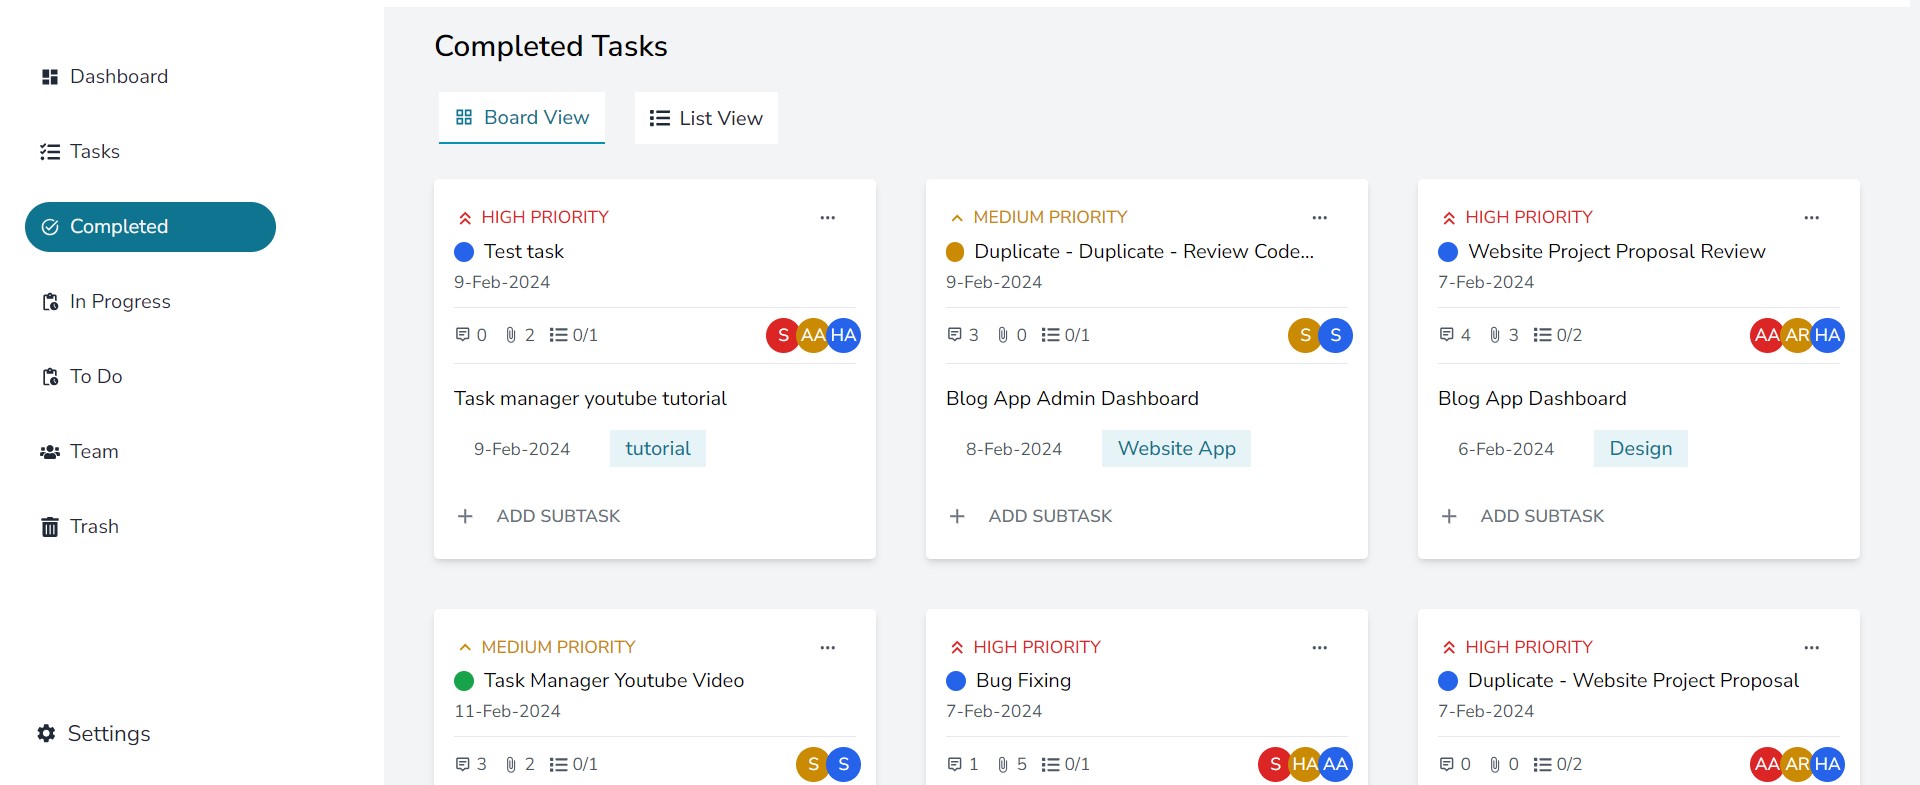 Dashboard
Tasks
Completed
In Progress
To Do
Team
Trash
Settings
Completed Tasks
Board View
List View
HIGH PRIORITY
Test task
9-Feb-2024
0 2 0/1 S AA HA
Task manager youtube tutorial
9-Feb-2024 tutorial
ADD SUBTASK
MEDIUM PRIORITY
Duplicate - Duplicate - Review Code...
9-Feb-2024
3 0 0/1 S S
Blog App Admin Dashboard
8-Feb-2024 Website App
ADD SUBTASK
HIGH PRIORITY
Website Project Proposal Review
7-Feb-2024
4 3 0/2 AA AR HA
Blog App Dashboard
6-Feb-2024 Design
ADD SUBTASK
MEDIUM PRIORITY
Task Manager Youtube Video
11-Feb-2024
3 2 0/1 S S
HIGH PRIORITY
Bug Fixing
7-Feb-2024
1 5 0/1 S HA AA
HIGH PRIORITY
Duplicate - Website Project Proposal
7-Feb-2024
0 0 0/2 AA AR HA